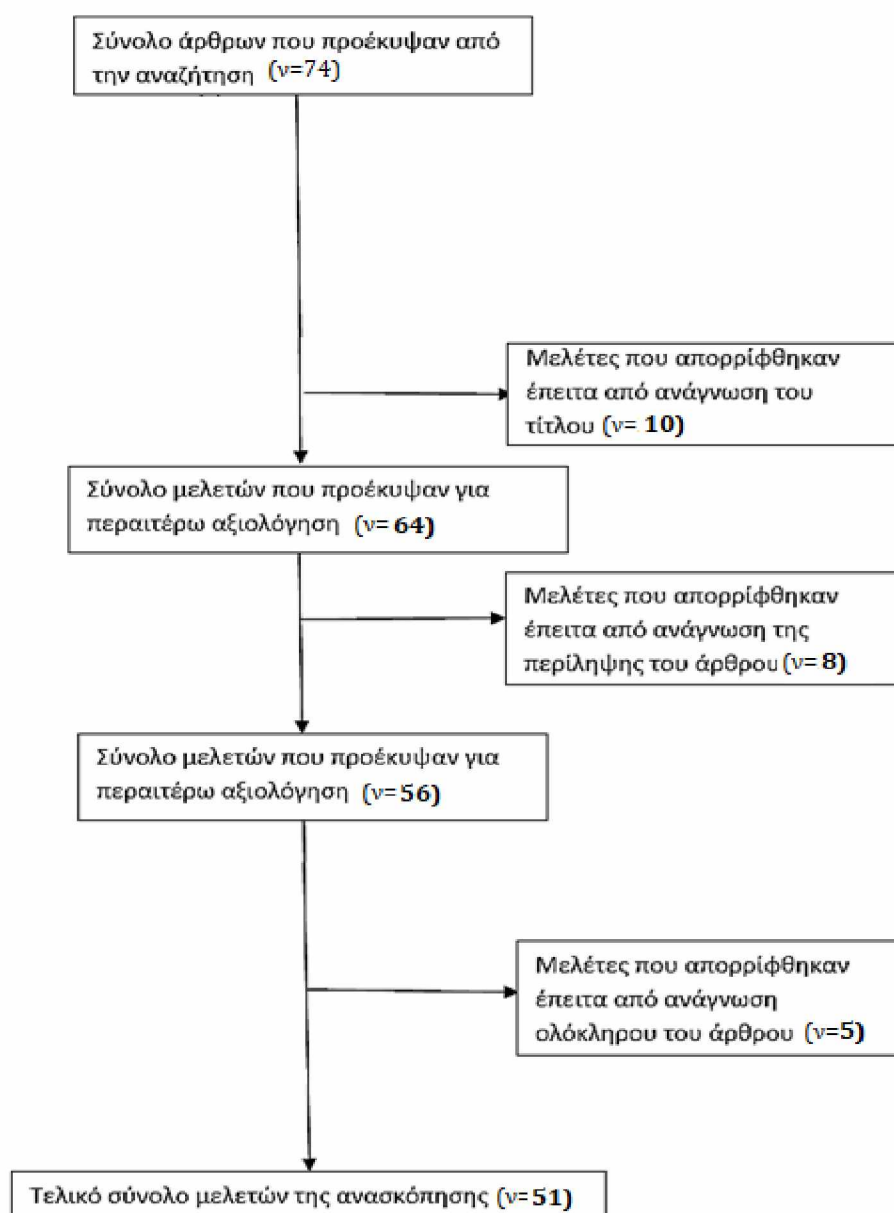 Σύνολο άρθρων που προέκυψαν από
την αναζήτηση (ν=74)
Μελέτες που απορρίφθηκαν
έπειτα από ανάγνωση του
τίτλου (ν= 10)
Σύνολο μελετών που προέκυψαν για
περαιτέρω αξιολόγηση (ν= 64)
Μελέτες που απορρίφθηκαν
έπειτα από ανάγνωση της
περίληψης του άρθρου (ν= 8)
Σύνολο μελετών που προέκυψαν για
περαιτέρω αξιολόγηση (ν= 56)
Μελέτες που απορρίφθηκαν
έπειτα από ανάγνωση
ολόκληρου του άρθρου (ν=5)
Τελικό σύνολο μελετών της ανασκόπησης (ν= 51)